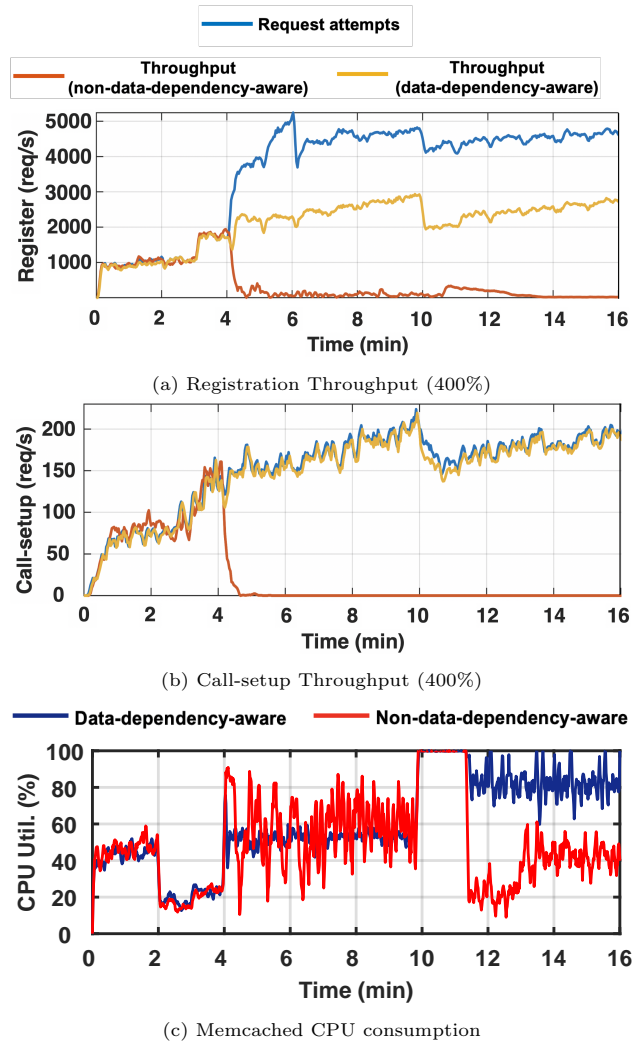 Request attempts
Throughput
(non-data-dependency-aware)
Throughput
(data-dependency-aware)
Register (req/s)
5000
4000
3000
2000
1000
0 2 4 6 8 10 12 14 16
Time (min)
(a) Registration Throughput (400%)
Call-setup (req/s)
200
150
100
50
0
0 2 4 6 8 10 12 14 16
Time (min)
(b) Call-setup Throughput (400%)
Data-dependency-aware
Non-data-dependency-aware
CPU Util. (%)
100
80
60
40
20
0
0 2 4 6 8 10 12 14 16
Time (min)
(c) Memcached CPU consumption